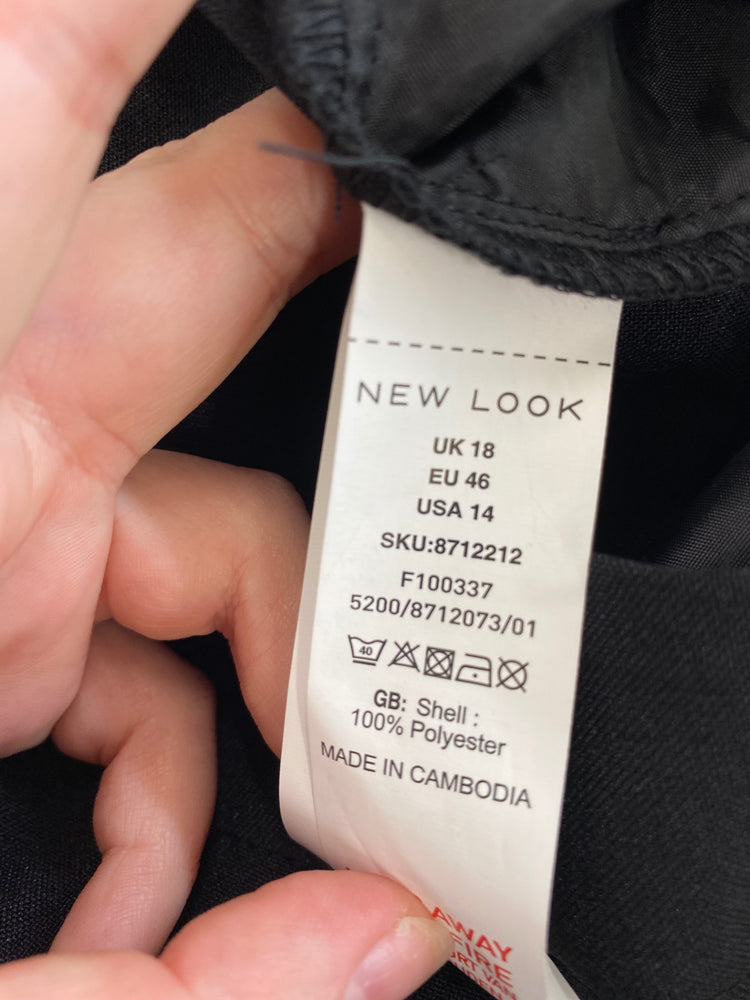 NEW LOOK
UK 18
EU 46
USA 14
SKU:8712212
F100337
5200/8712073/01
40
GB: Shell :
100% Polyester
MADE IN CAMBODIA
AWAY
FIRE